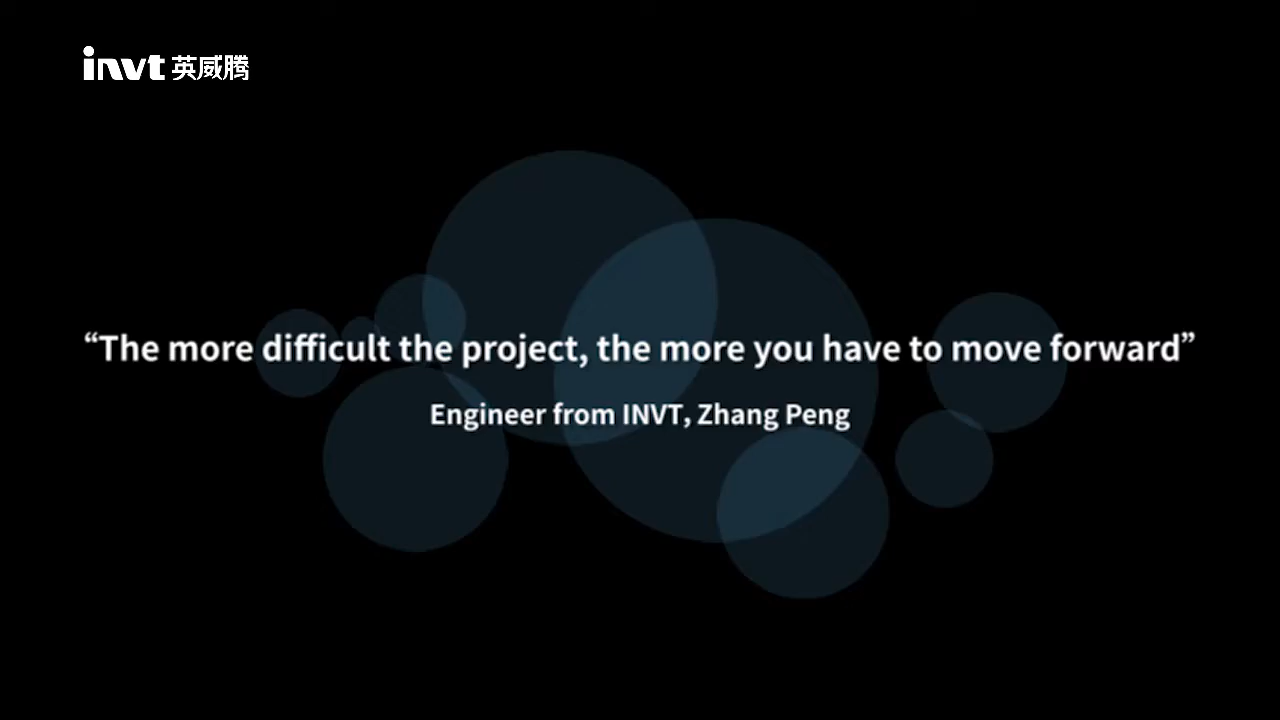 invt 英威腾
“The more difficult the project, the more you have to move forward”
Engineer from INVT, Zhang Peng